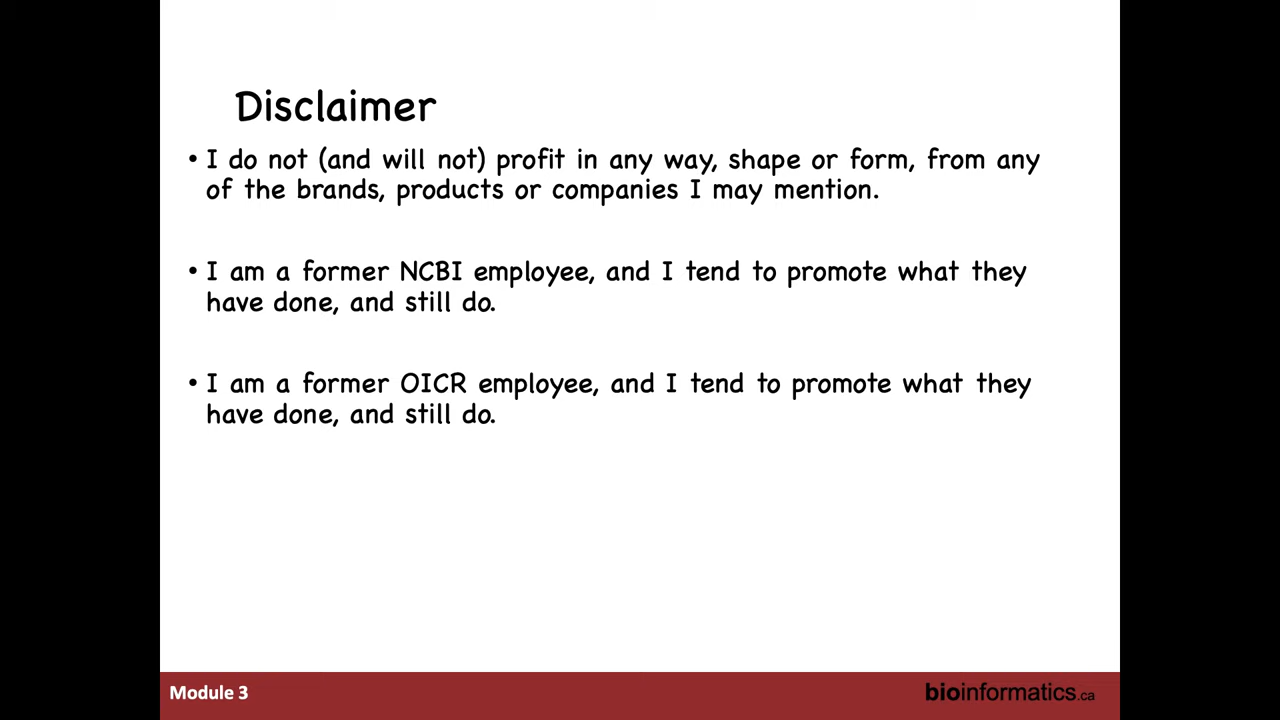 Disclaimer
• I do not (and will not) profit in any way, shape or form, from any
of the brands, products or companies I may mention.
• I am a former NCBI employee, and I tend to promote what they
have done, and still do.
• I am a former OICR employee, and I tend to promote what they
have done, and still do.
Module 3
bioinformatics.ca